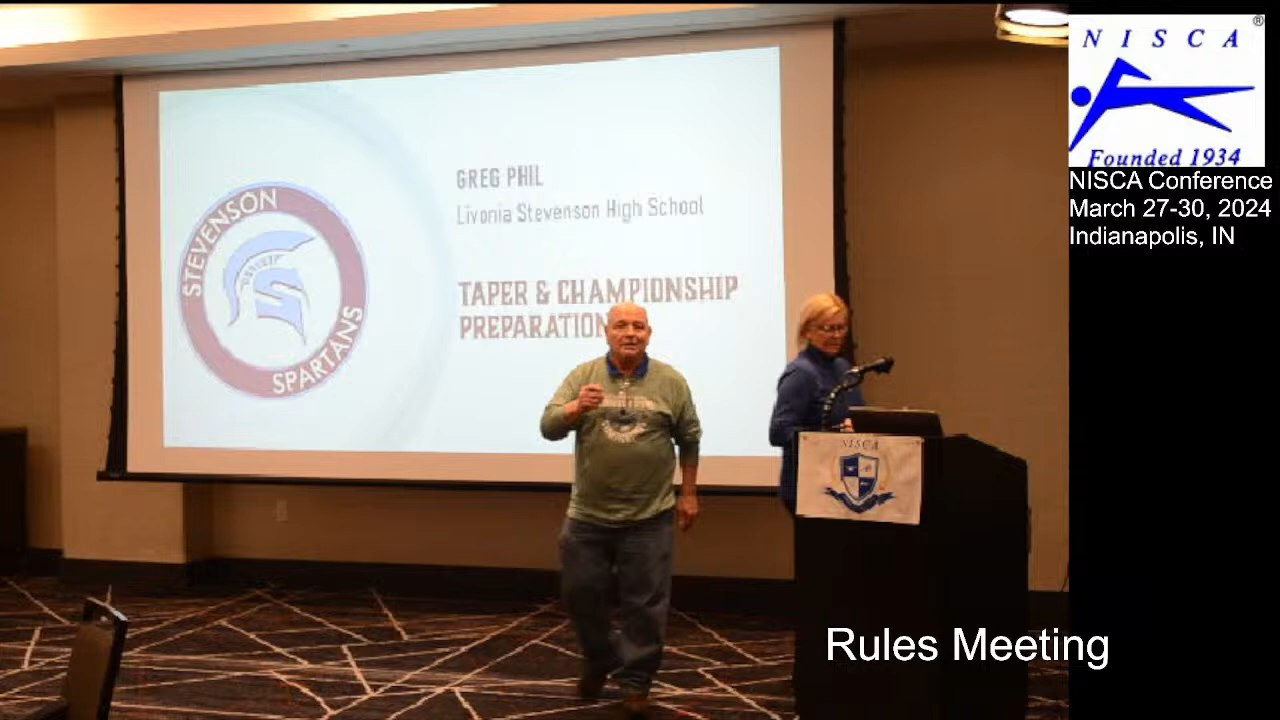 GREG PHIL
Livonia Stevenson High School
TAPER & CHAMPIONSHIP
PREPARATION
STEVENSON
SPARTANS
NISCA
NISCA ®
Founded 1934
NISCA Conference
March 27-30, 2024
Indianapolis, IN
Rules Meeting